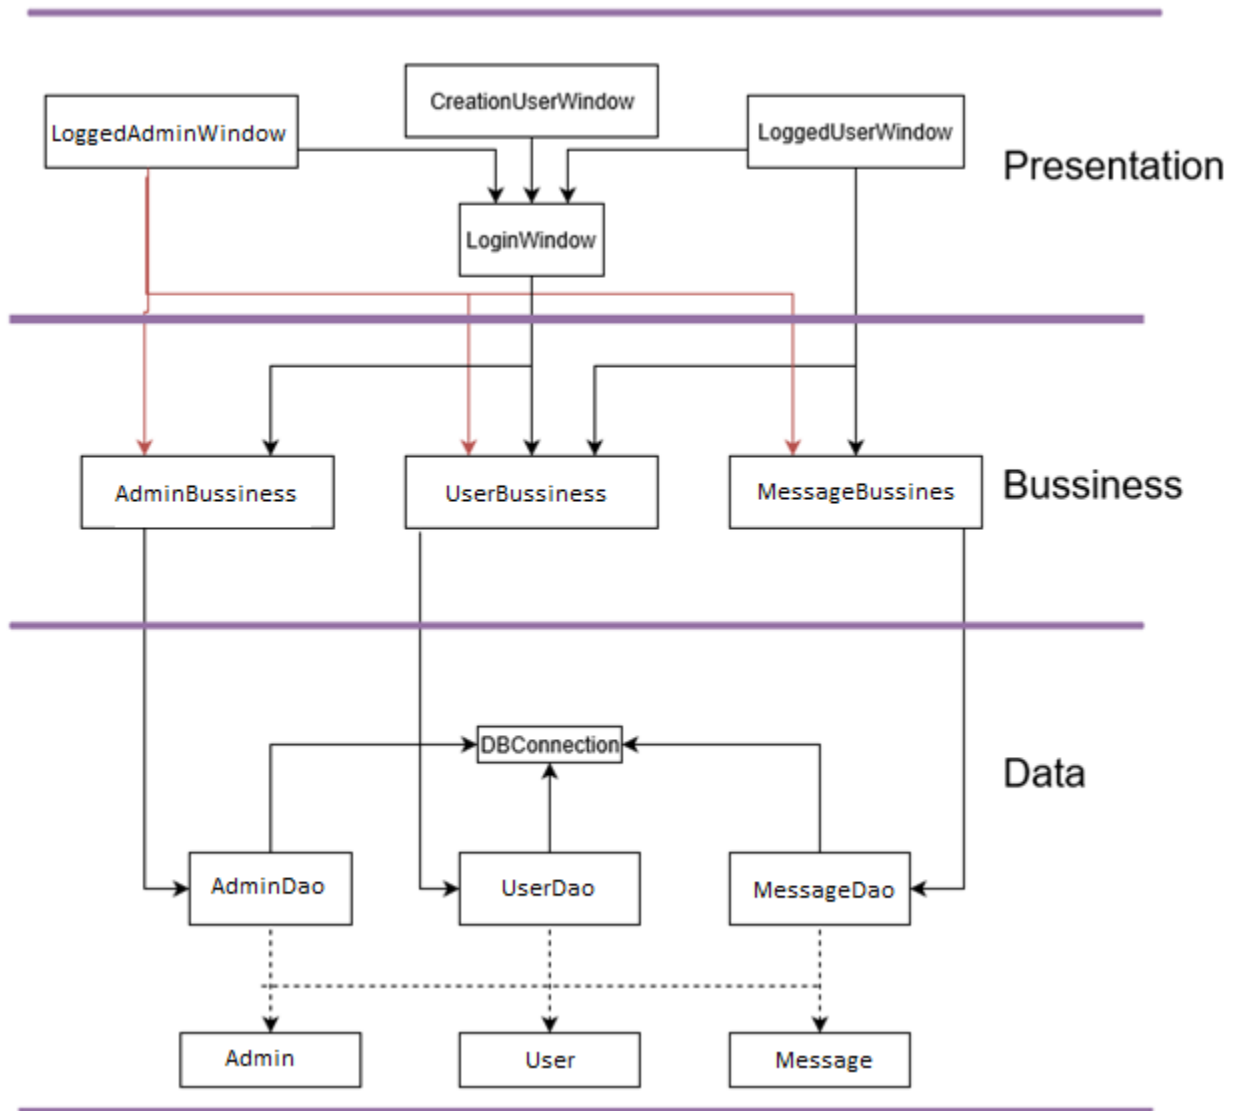 CreationUserWindow
LoggedAdminWindow
LoggedUserWindow
Presentation
LoginWindow
AdminBussiness
UserBussiness
MessageBussines
Bussiness
DBConnection
Data
AdminDao
UserDao
MessageDao
Admin
User
Message